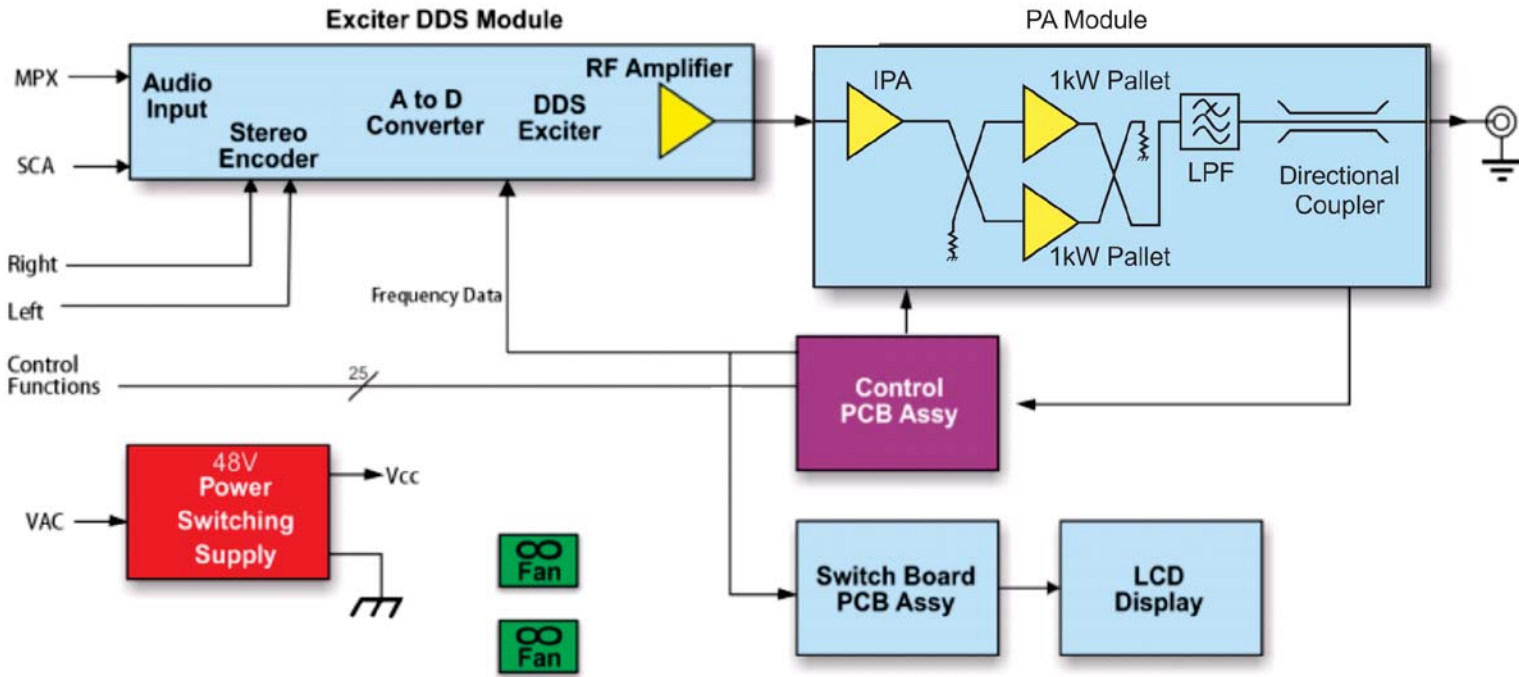 Exciter DDS Module
PA Module
MPX
SCA
Audio
Input
Stereo
Encoder
A to D
Converter
DDS
Exciter
RF Amplifier
IPA
1kW Pallet
1kW Pallet
LPF
Directional
Coupler
Right
Left
Frequency Data
Control
Functions
25
Control
PCB Assy
VAC
48V
Power
Switching
Supply
Vcc
Fan
Fan
Switch Board
PCB Assy
LCD
Display